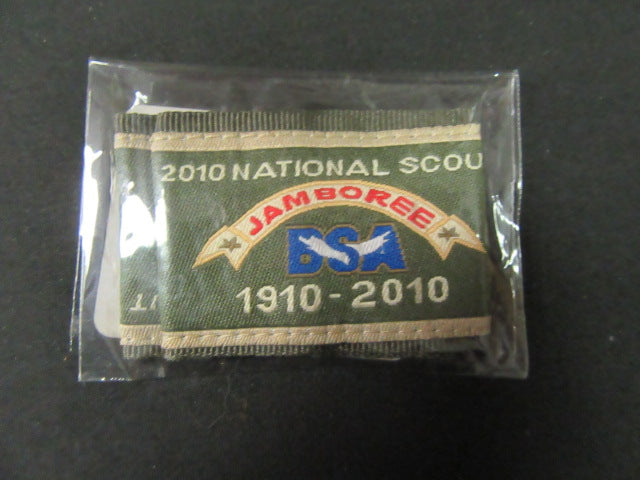 2010 NATIONAL SCOU
JAMBOREE
BSA
1910 - 2010